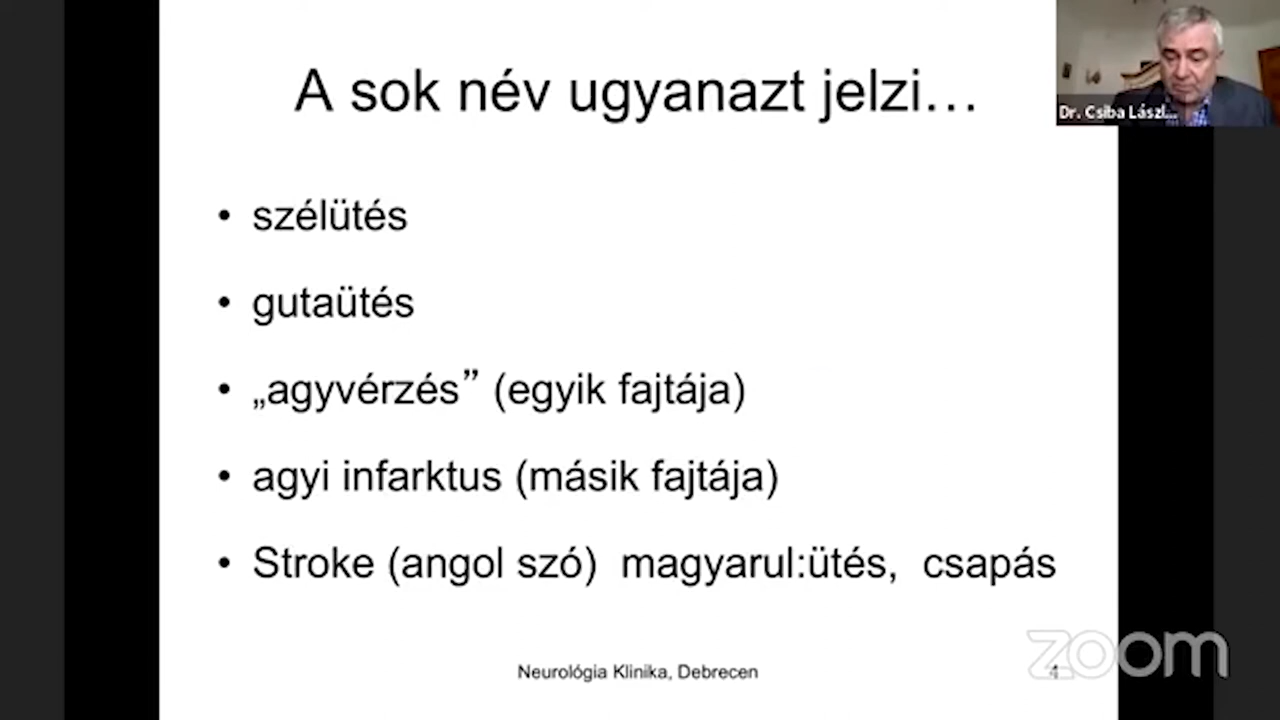 A sok név ugyanazt jelzi…
Dr. Csiba Lászl...
• szélütés
• gutaütés
• „agyvérzés” (egyik fajtája)
• agyi infarktus (másik fajtája)
• Stroke (angol szó) magyarul:ütés, csapás
Neurológia Klinika, Debrecen
4
zoom